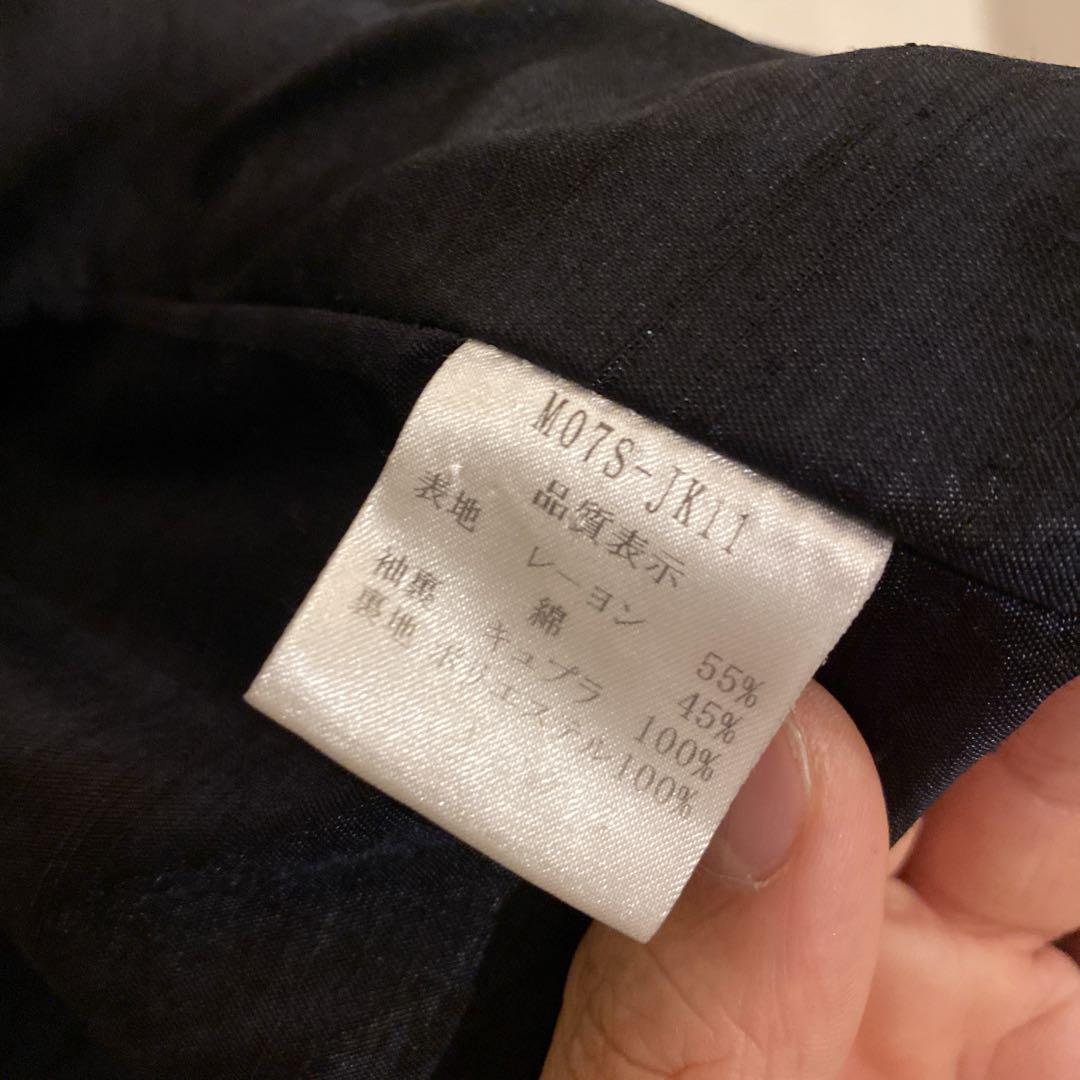 M07S-JK11
品質表示
表地 レーヨン 55%
綿 45%
袖裏 キュプラ 100%
裏地 ポリエステル 100%